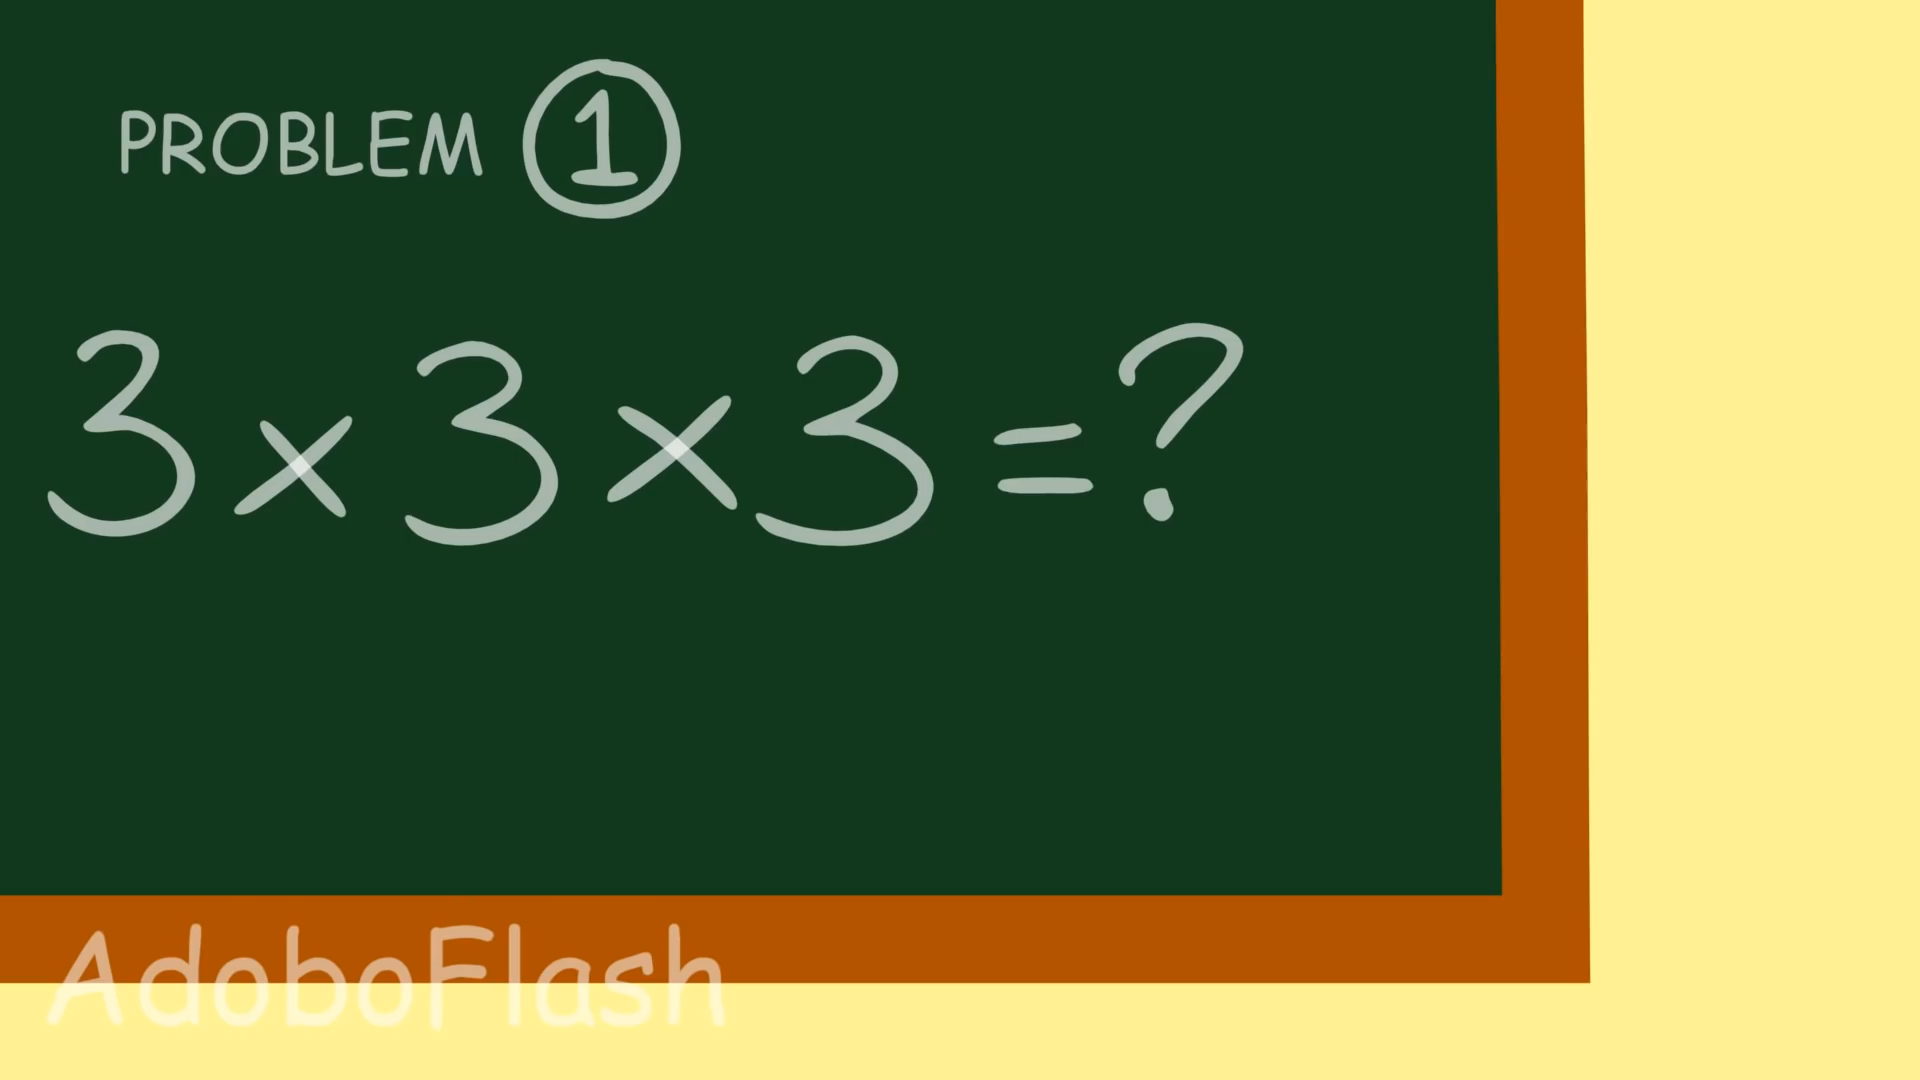 PROBLEM 1
3 x 3 x 3 = ?
AdoboFlash